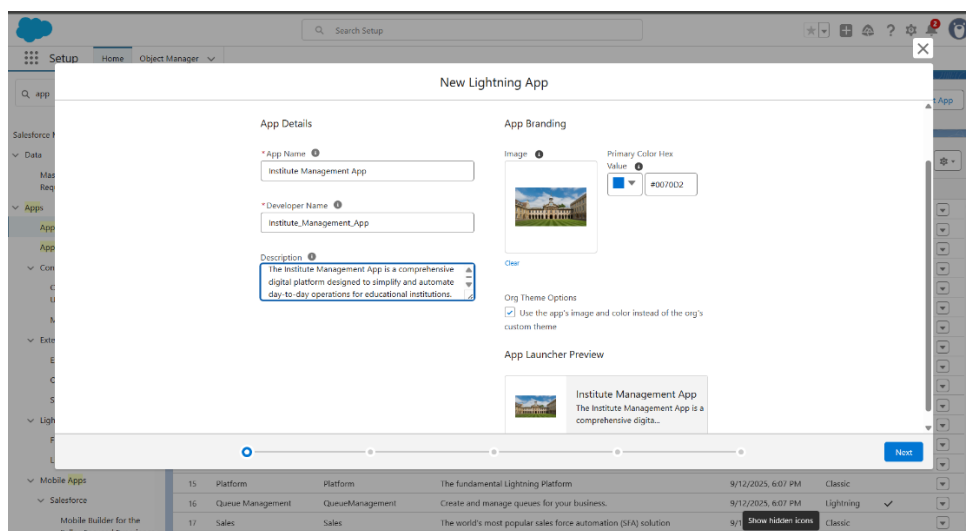 Search Setup
2
Setup
Home
Object Manager
app
t App
New Lightning App
App Details
*App Name
Institute Management App
*Developer Name
Institute_Management_App
Description
The Institute Management App is a comprehensive
digital platform designed to simplify and automate
day-to-day operations for educational institutions.
App Branding
Image
Primary Color Hex
Value
#0070D2
Clear
Org Theme Options
Use the app's image and color instead of the org's
custom theme
App Launcher Preview
Institute Management App
The Institute Management App is a
comprehensive digita...
Next
Salesforce
Data
Mas
Req
Apps
App
App
Con
Exte
Ligh
Mobile Apps
Salesforce
Mobile Builder for the
15 Platform Platform The fundamental Lightning Platform 9/12/2025, 6:07 PM Classic
16 Queue Management QueueManagement Create and manage queues for your business. 9/12/2025, 6:07 PM Lightning
17 Sales Sales The world's most popular sales force automation (SFA) solution 9/1 Classic
Show hidden icons